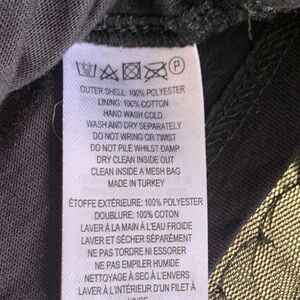 P
OUTER SHELL: 100% POLYESTER
LINING: 100% COTTON
HAND WASH COLD
WASH AND DRY SEPARATELY
DO NOT WRING OR TWIST
DO NOT PILE WHILST DAMP
DRY CLEAN INSIDE OUT
CLEAN INSIDE A MESH BAG
MADE IN TURKEY
ÉTOFFE EXTÉRIEURE: 100% POLYESTER
DOUBLURE: 100% COTON
LAVER À LA MAIN À L'EAU FROIDE
LAVER ET SÉCHER SÉPARÉMENT
NE PAS TORDRE NI ESSORER
NE PAS EMPILER HUMIDE
NETTOYAGE À SEC À L'ENVERS
LAVER À L'INTÉRIEUR D'UN FILET À